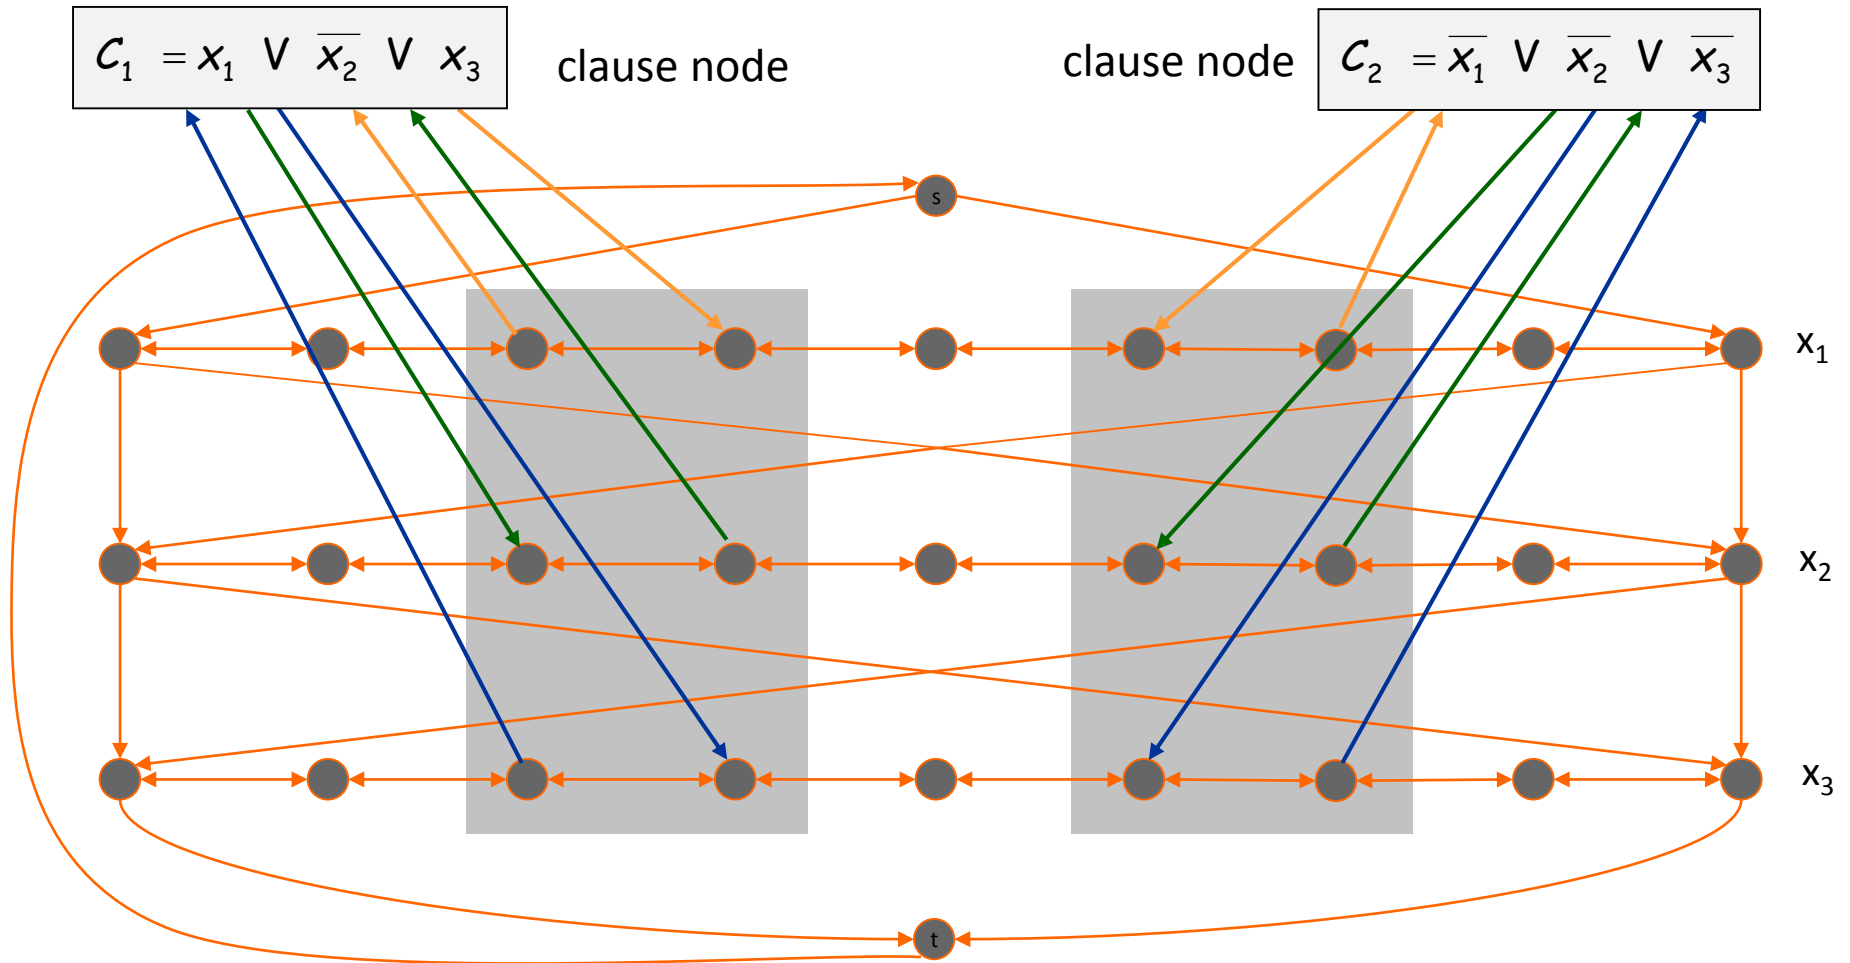 C₁ = x₁ V x̅₂ V x₃
clause node
clause node
C₂ = x̅₁ V x̅₂ V x̅₃
s
x₁
x₂
x₃
t